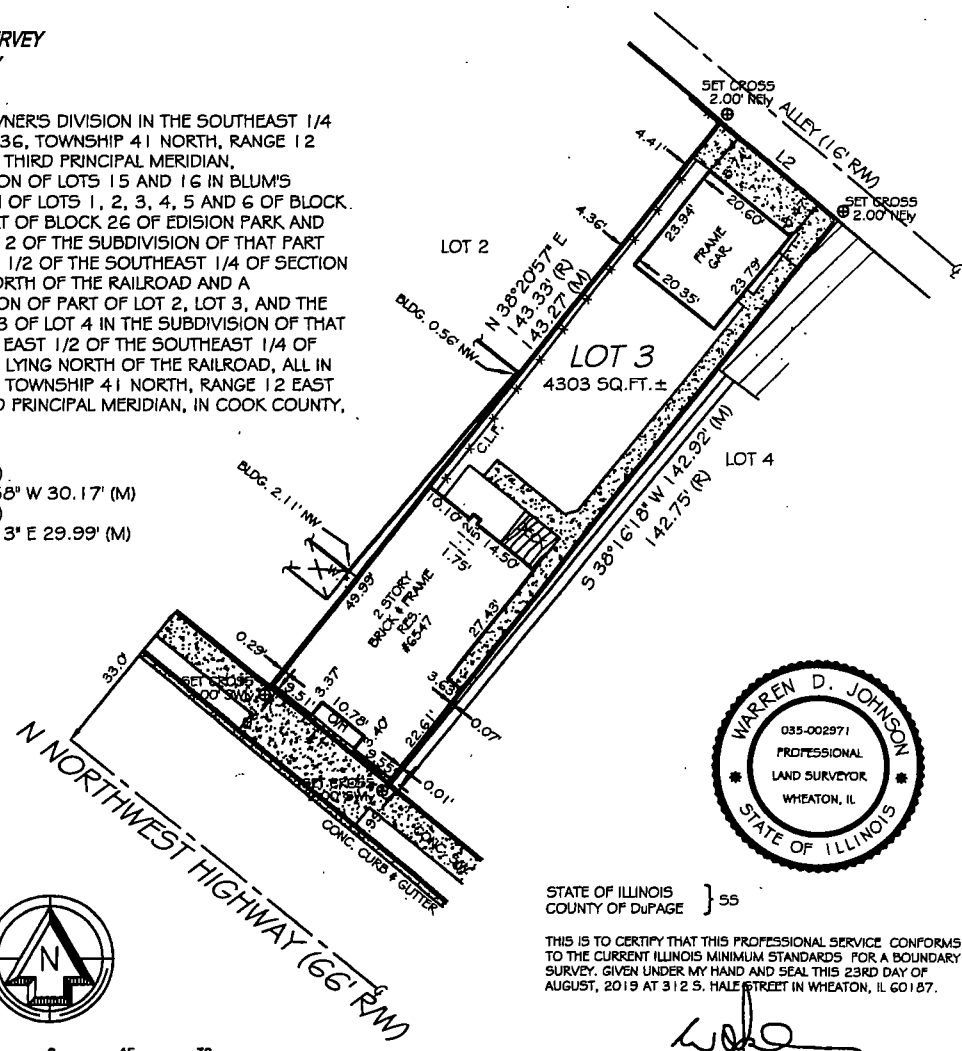 RVEY
NER'S DIVISION IN THE SOUTHEAST 1/4
36, TOWNSHIP 41 NORTH, RANGE 12
THIRD PRINCIPAL MERIDIAN,
ON OF LOTS 15 AND 16 IN BLUM'S
OF LOTS 1, 2, 3, 4, 5 AND 6 OF BLOCK
T OF BLOCK 26 OF EDISION PARK AND
2 OF THE SUBDIVISION OF THAT PART
1/2 OF THE SOUTHEAST 1/4 OF SECTION
ORTH OF THE RAILROAD AND A
ON OF PART OF LOT 2, LOT 3, AND THE
3 OF LOT 4 IN THE SUBDIVISION OF THAT
EAST 1/2 OF THE SOUTHEAST 1/4 OF
LYING NORTH OF THE RAILROAD, ALL IN
TOWNSHIP 41 NORTH, RANGE 12 EAST
D PRINCIPAL MERIDIAN, IN COOK COUNTY,
8" W 30.17' (M)
3" E 29.99' (M)
SET CROSS
2.00' NEly
ALLEY (16' R/W)
L2
SET CROSS
2.00' NEly
4.41'
4.36'
LOT 2
N 38°20'57" E
143.33' (R)
143.27' (M)
BLDG. 0.56' NW
20.60'
23.94'
FRAME
GAR.
23.79'
20.35'
LOT 3
4303 SQ.FT.±
C.L.F.
LOT 4
S 38°16'18" W 142.92' (M)
142.75' (R)
BLDG. 2.11' NW
10.10'
14.50'
1.75'
49.99'
2 STORY
BRICK & FRAME
RES.
#6547
27.43'
0.29'
33.0'
SET CROSS
9.51'
3.37'
10.78'
O/H
3.40'
9.55'
22.61'
3.63'
0.07'
0.01'
CONC. CURB & GUTTER
N NORTHWEST HIGHWAY (66' R/W)
N
WARREN D. JOHNSON
035-002971
PROFESSIONAL
LAND SURVEYOR
WHEATON, IL
STATE OF ILLINOIS
STATE OF ILLINOIS
COUNTY OF DuPAGE } SS
THIS IS TO CERTIFY THAT THIS PROFESSIONAL SERVICE CONFORMS
TO THE CURRENT ILLINOIS MINIMUM STANDARDS FOR A BOUNDARY
SURVEY. GIVEN UNDER MY HAND AND SEAL THIS 23RD DAY OF
AUGUST, 2019 AT 312 S. HALE STREET IN WHEATON, IL 60187.